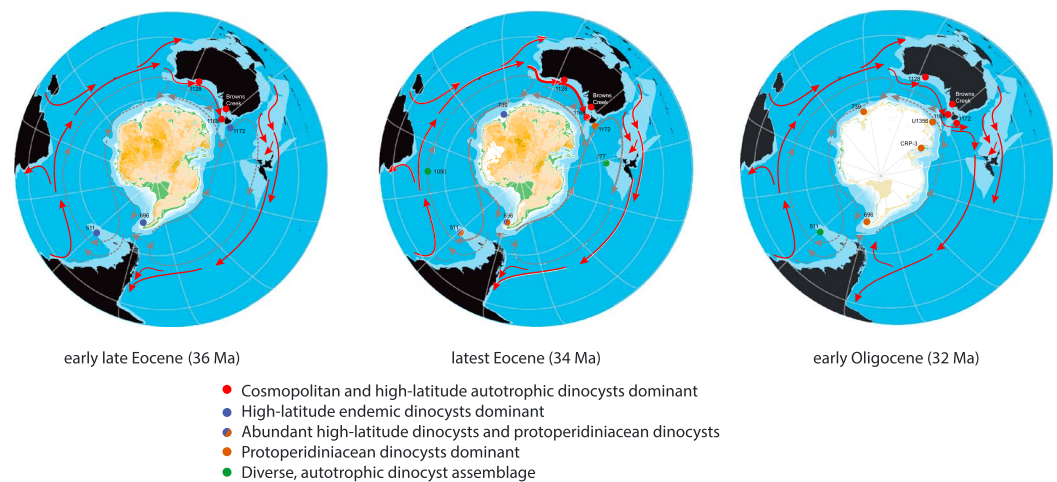 1128
Browns
Creek
1172
696
511
1128
Browns
Creek
739
1172
277
1090
696
511
1128
Browns
Creek
739
1172
U1356
CRP-3
696
511
early late Eocene (36 Ma)
latest Eocene (34 Ma)
early Oligocene (32 Ma)
Cosmopolitan and high-latitude autotrophic dinocysts dominant
High-latitude endemic dinocysts dominant
Abundant high-latitude dinocysts and protoperidiniacean dinocysts
Protoperidiniacean dinocysts dominant
Diverse, autotrophic dinocyst assemblage